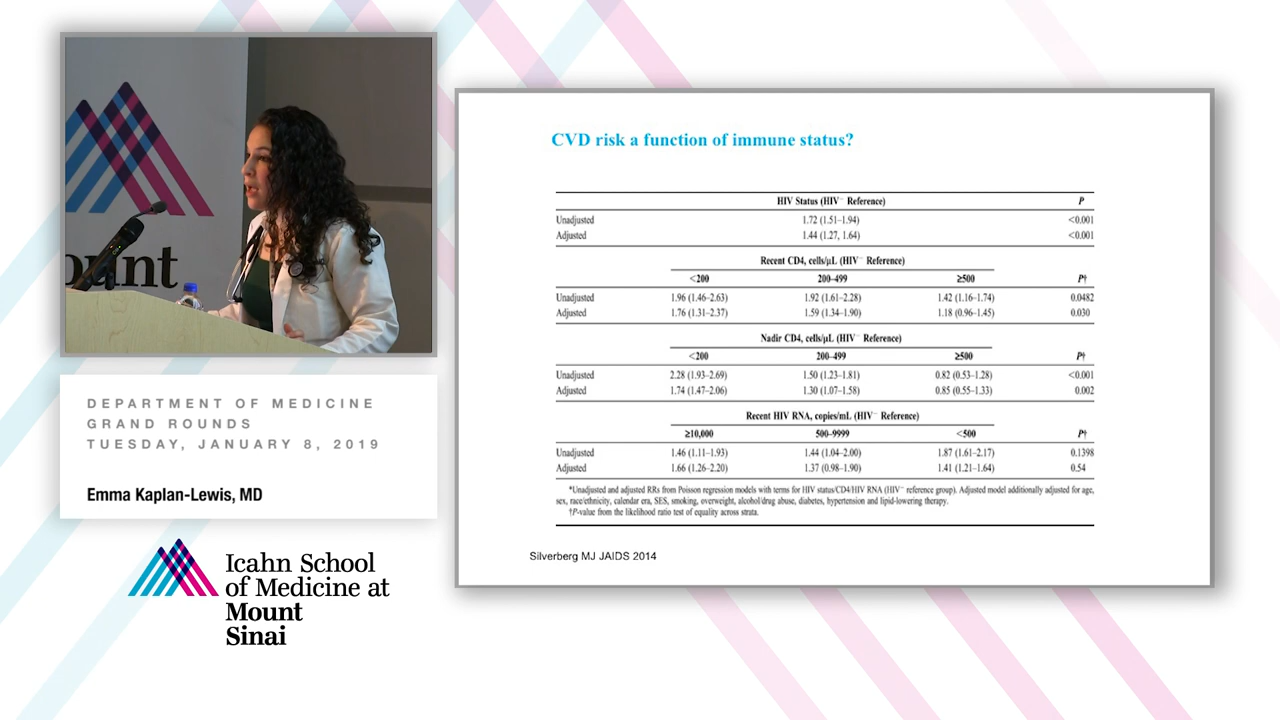 ount
DEPARTMENT OF MEDICINE
GRAND ROUNDS
TUESDAY, JANUARY 8, 2019
Emma Kaplan-Lewis, MD
Icahn School
of Medicine at
Mount
Sinai
CVD risk a function of immune status?
HIV Status (HIV⁻ Reference) P
Unadjusted 1.72 (1.51–1.94) <0.001
Adjusted 1.44 (1.27, 1.64) <0.001
Recent CD4, cells/μL (HIV⁻ Reference)
<200 200–499 ≥500 P†
Unadjusted 1.96 (1.46–2.63) 1.92 (1.61–2.28) 1.42 (1.16–1.74) 0.0482
Adjusted 1.76 (1.31–2.37) 1.59 (1.34–1.90) 1.18 (0.96–1.45) 0.030
Nadir CD4, cells/μL (HIV⁻ Reference)
<200 200–499 ≥500 P†
Unadjusted 2.28 (1.93–2.69) 1.50 (1.23–1.81) 0.82 (0.53–1.28) <0.001
Adjusted 1.74 (1.47–2.06) 1.30 (1.07–1.58) 0.85 (0.55–1.33) 0.002
Recent HIV RNA, copies/mL (HIV⁻ Reference)
≥10,000 500–9999 <500 P†
Unadjusted 1.46 (1.11–1.93) 1.44 (1.04–2.00) 1.87 (1.61–2.17) 0.1398
Adjusted 1.66 (1.26–2.20) 1.37 (0.98–1.90) 1.41 (1.21–1.64) 0.54
*Unadjusted and adjusted RRs from Poisson regression models with terms for HIV status/CD4/HIV RNA (HIV⁻ reference group). Adjusted model additionally adjusted for age,
sex, race/ethnicity, calendar era, SES, smoking, overweight, alcohol/drug abuse, diabetes, hypertension and lipid-lowering therapy.
†P-value from the likelihood ratio test of equality across strata.
Silverberg MJ JAIDS 2014